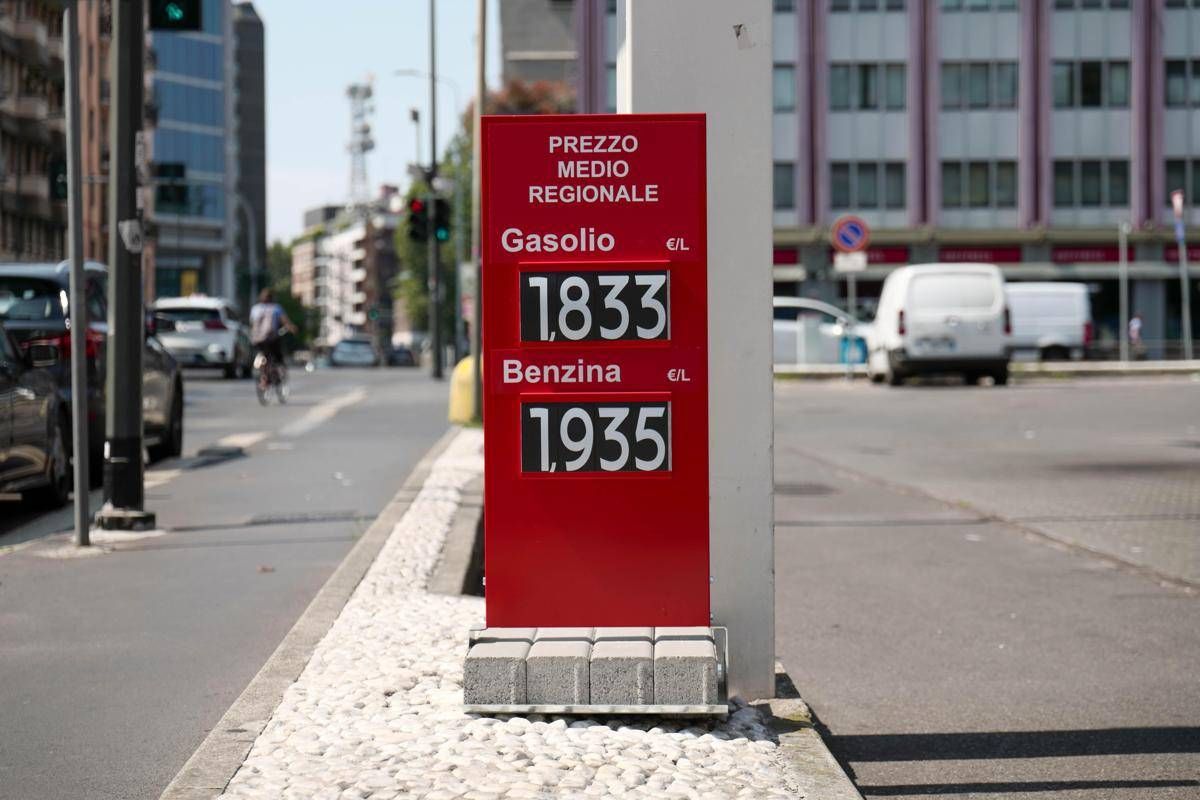 PREZZO
MEDIO
REGIONALE
Gasolio €/L
1,833
Benzina €/L
1,935